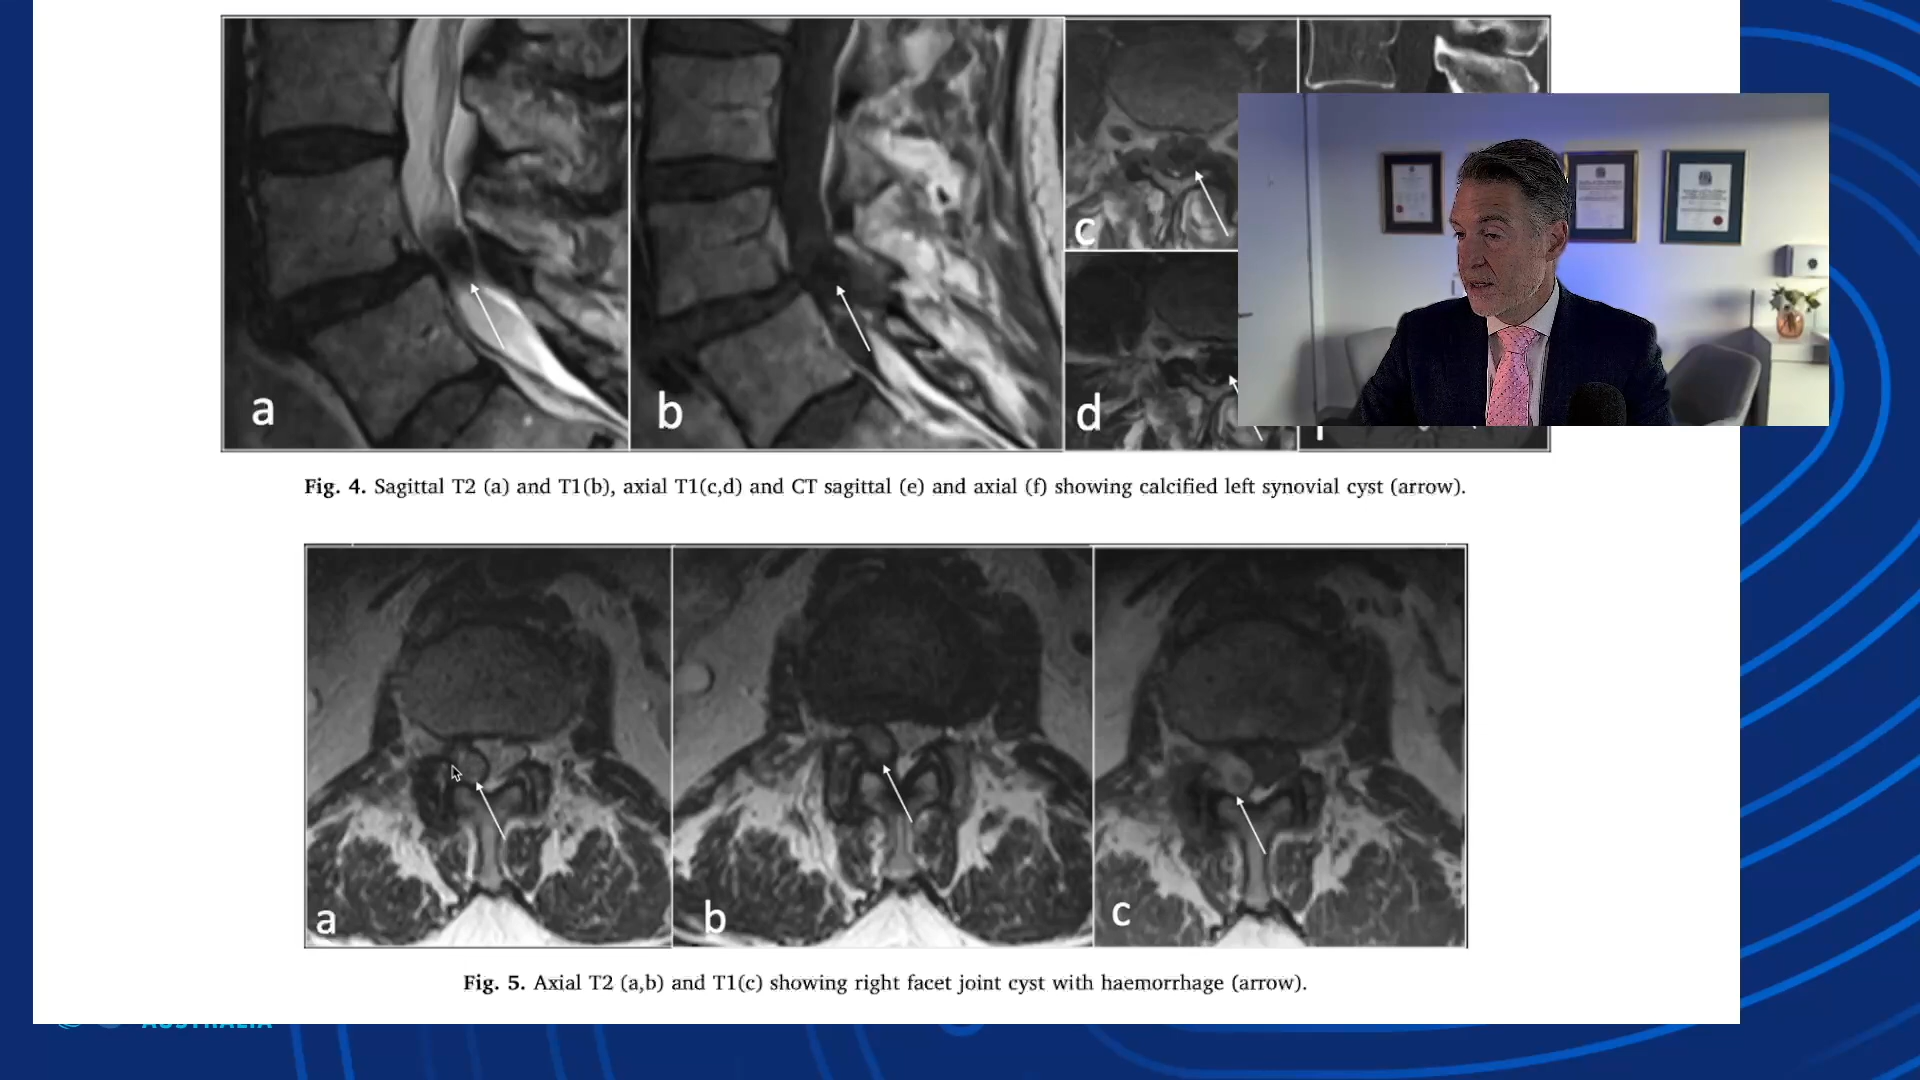 a
b
c
d
Fig. 4. Sagittal T2 (a) and T1(b), axial T1(c,d) and CT sagittal (e) and axial (f) showing calcified left synovial cyst (arrow).
a
b
c
Fig. 5. Axial T2 (a,b) and T1(c) showing right facet joint cyst with haemorrhage (arrow).
AUSTRALIA